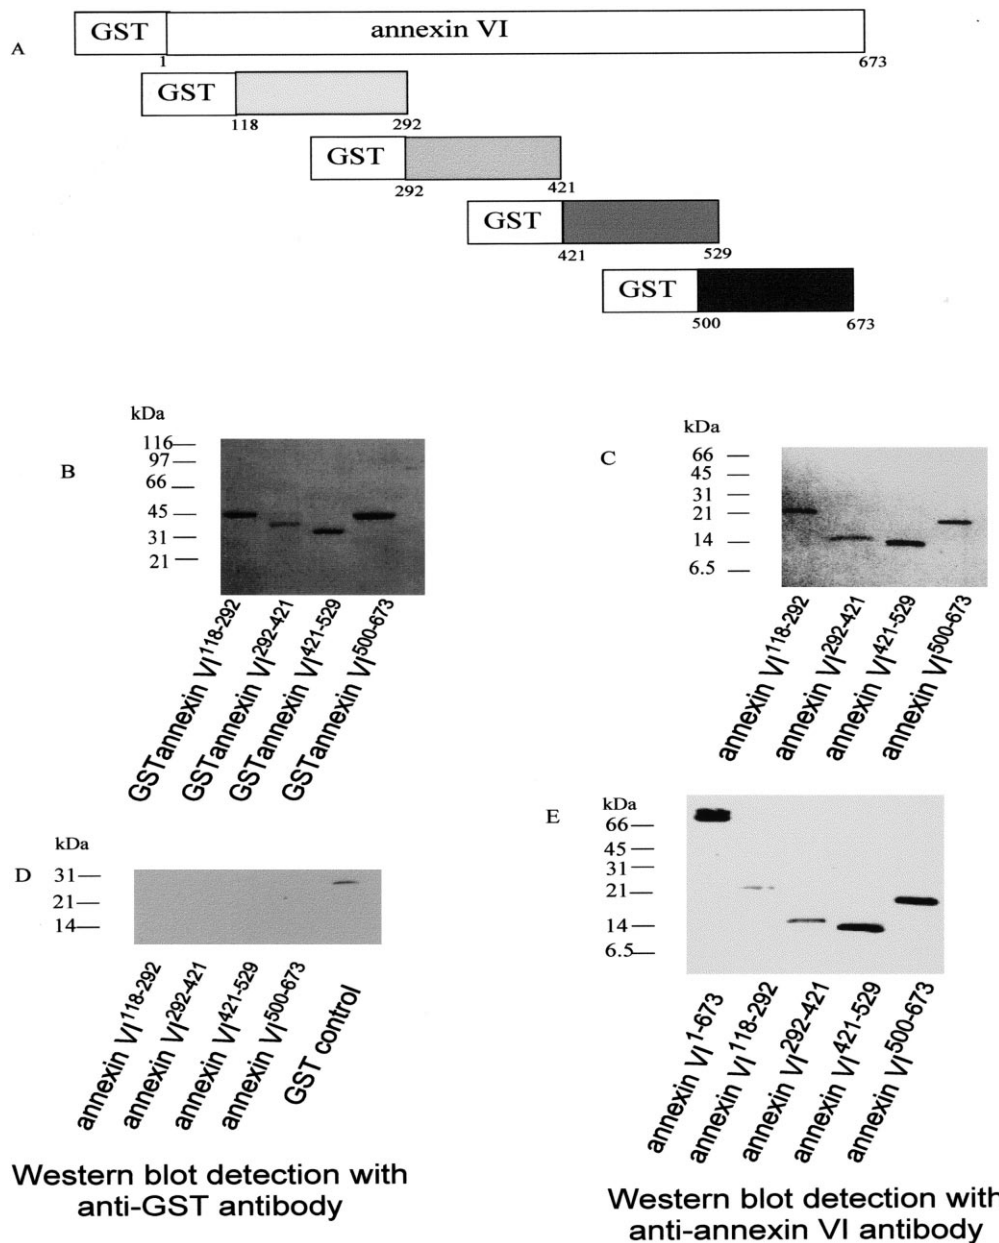 A
GST annexin VI
1 673
GST
118 292
GST
292 421
GST
421 529
GST
500 673
B
kDa
116
97
66
45
31
21
GSTannexin VI118-292
GSTannexin VI292-421
GSTannexin VI421-529
GSTannexin VI500-673
C
kDa
66
45
31
21
14
6.5
annexin VI118-292
annexin VI292-421
annexin VI421-529
annexin VI500-673
D
kDa
31
21
14
annexin VI118-292
annexin VI292-421
annexin VI421-529
annexin VI500-673
GST control
Western blot detection with
anti-GST antibody
E
kDa
66
45
31
21
14
6.5
annexin VI1-673
annexin VI118-292
annexin VI292-421
annexin VI421-529
annexin VI500-673
Western blot detection with
anti-annexin VI antibody